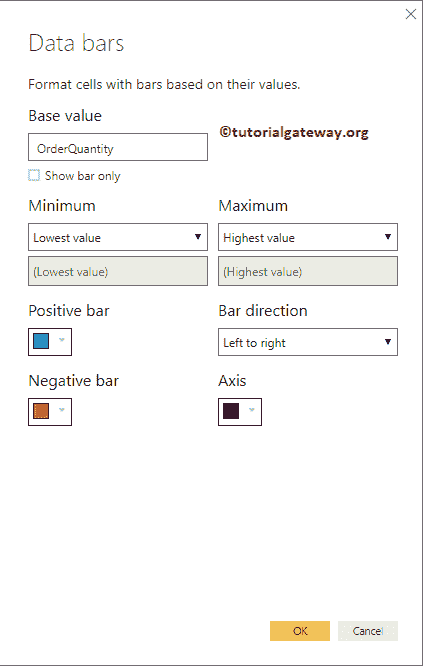 Data bars
Format cells with bars based on their values.
Base value
©tutorialgateway.org
OrderQuantity
Show bar only
Minimum
Maximum
Lowest value
Highest value
(Lowest value)
(Highest value)
Positive bar
Bar direction
Left to right
Negative bar
Axis
OK
Cancel